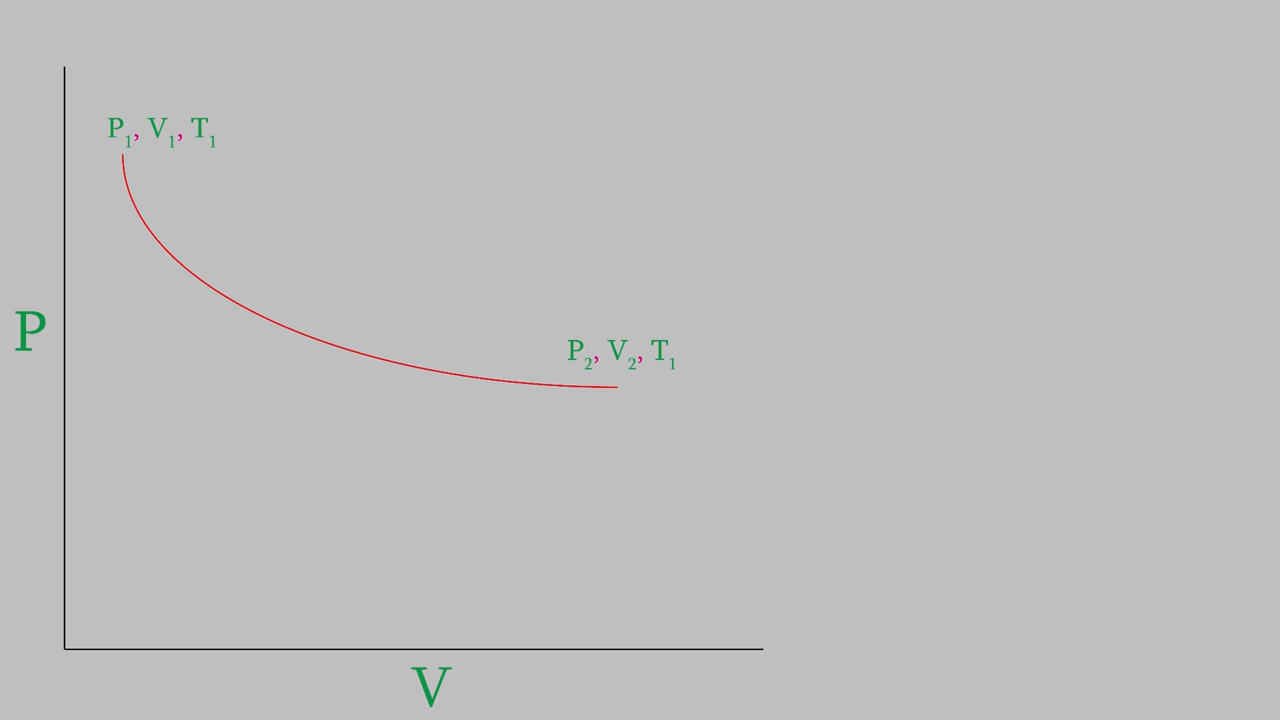 P₁, V₁, T₁
P
P₂, V₂, T₁
V